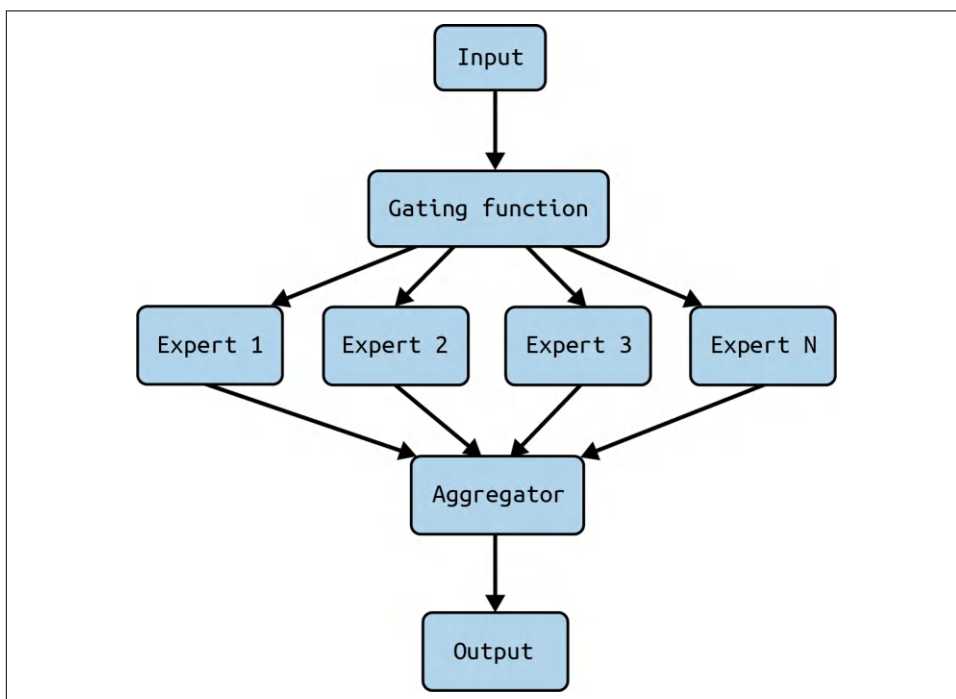 Input
Gating function
Expert 1
Expert 2
Expert 3
Expert N
Aggregator
Output